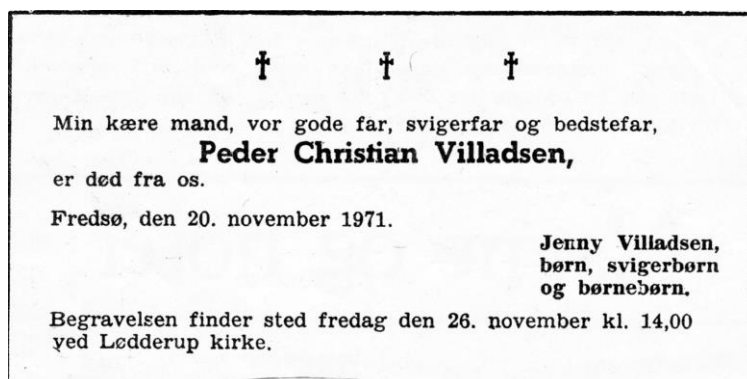 Min kære mand, vor gode far, svigerfar og bedstefar,
Peder Christian Villadsen,
er død fra os.
Fredsø, den 20. november 1971.
Jenny Villadsen,
børn, svigerbørn
og børnebørn.
Begravelsen finder sted fredag den 26. november kl. 14,00
ved Lødderup kirke.